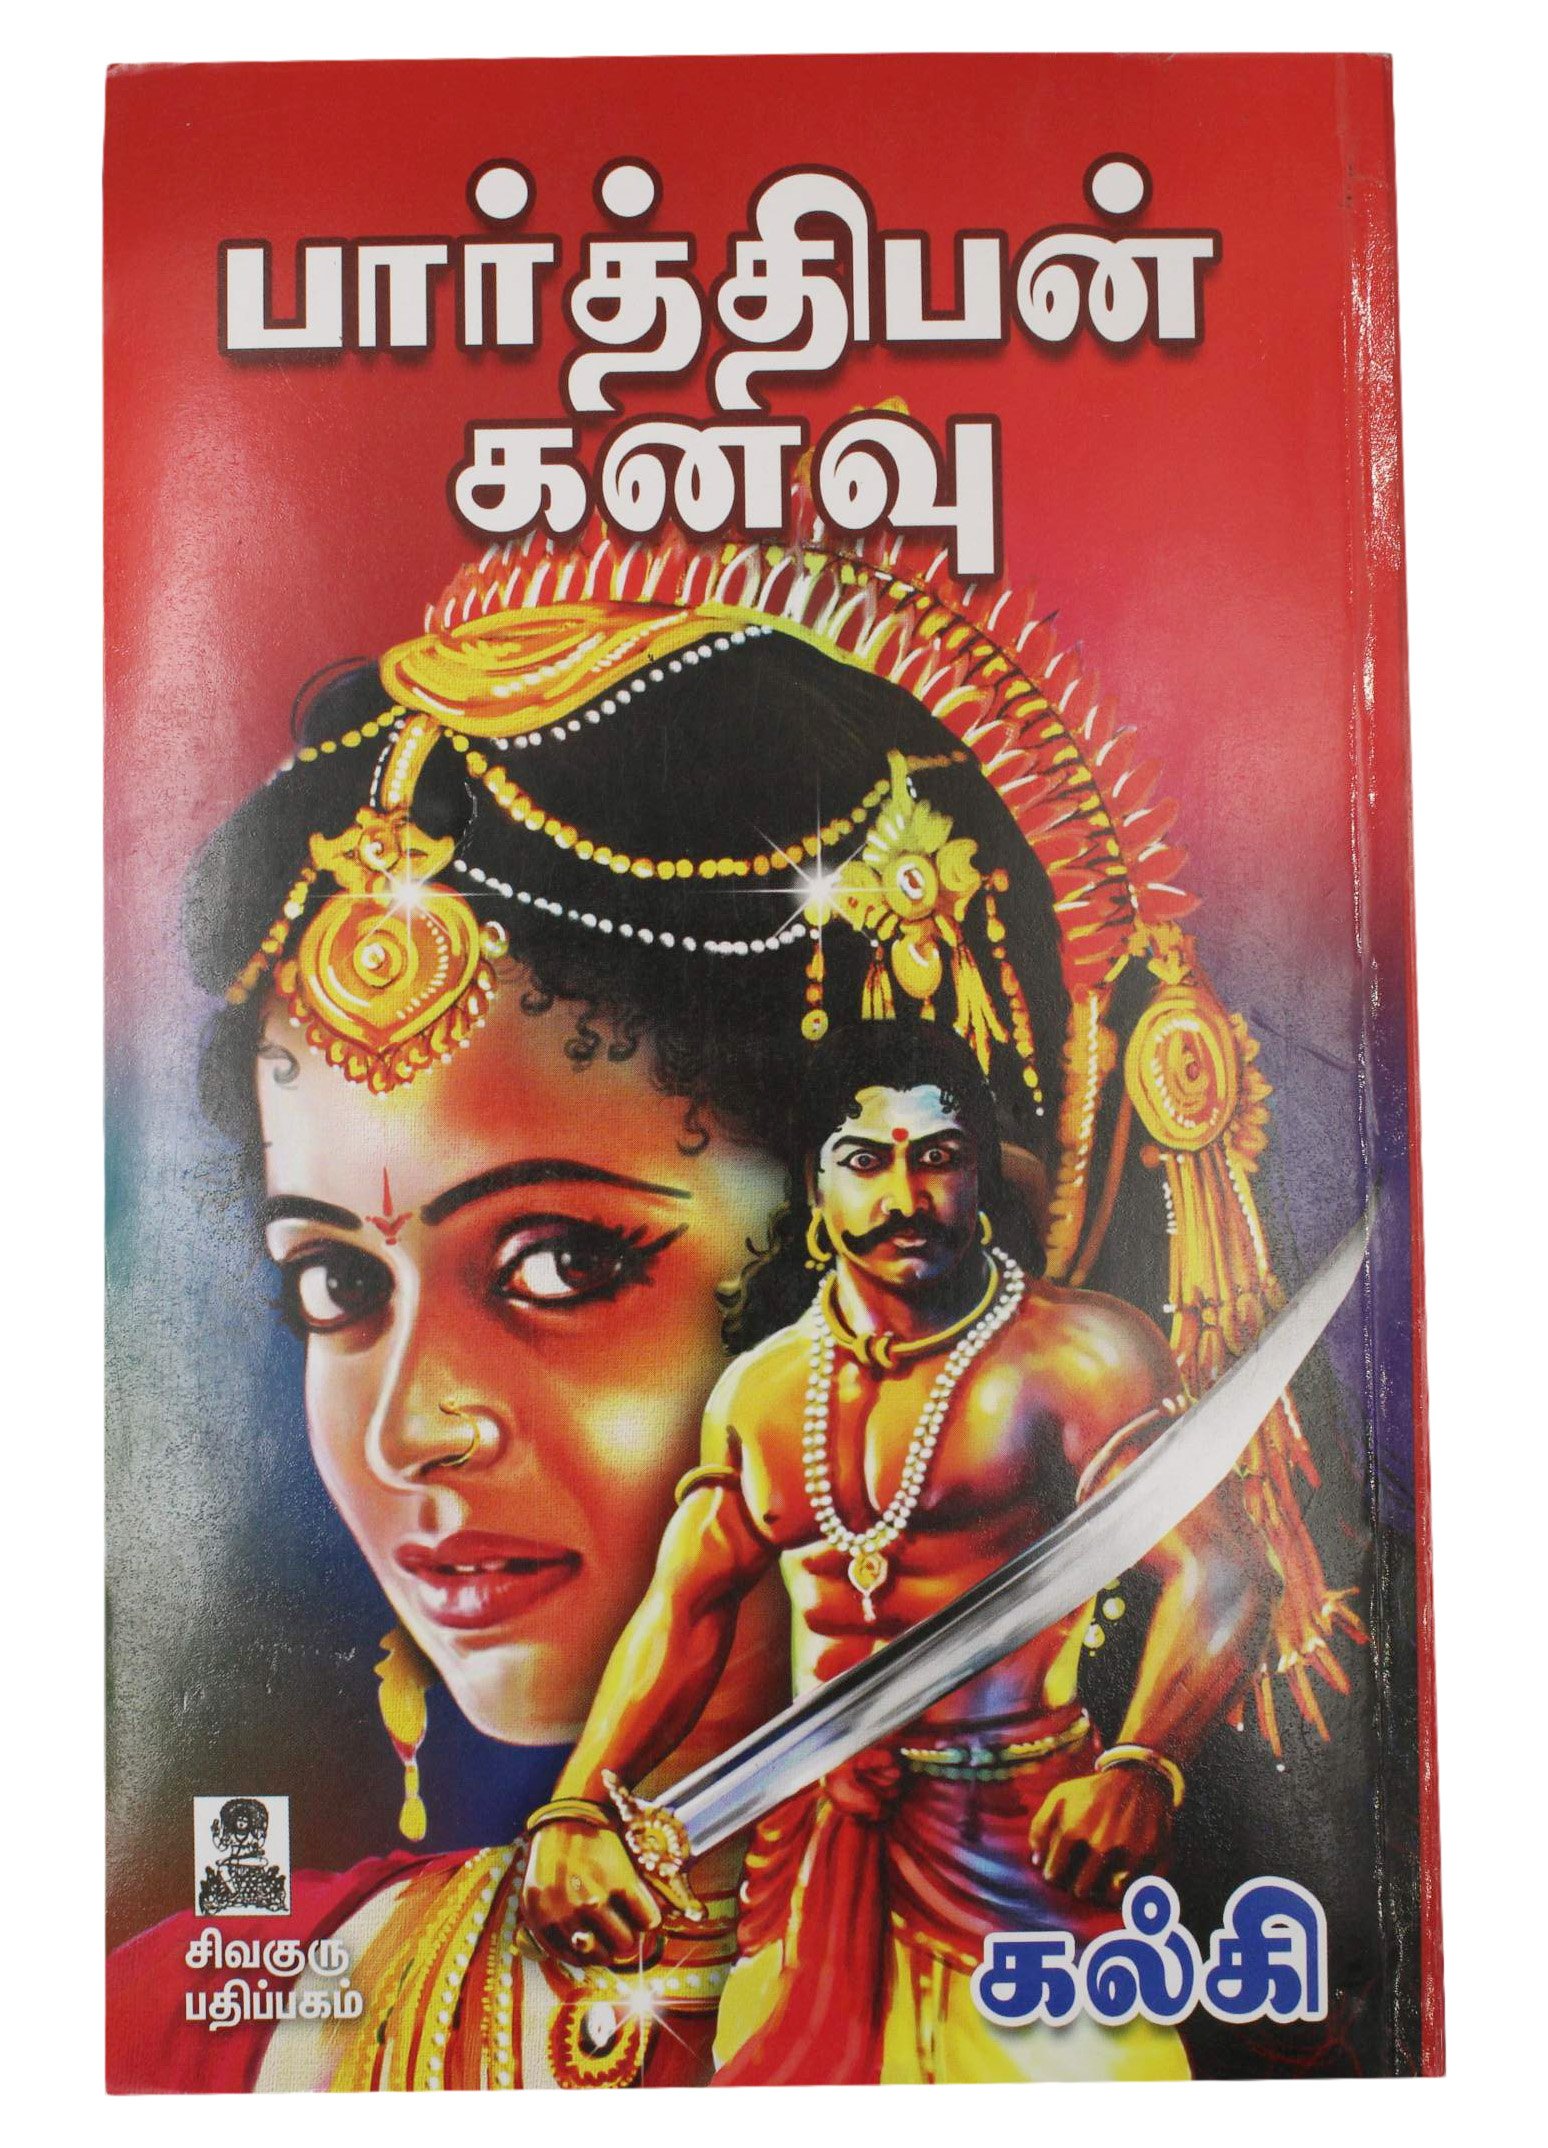 பார்த்திபன்
கனவு
சிவகுரு
பதிப்பகம்
கல்கி